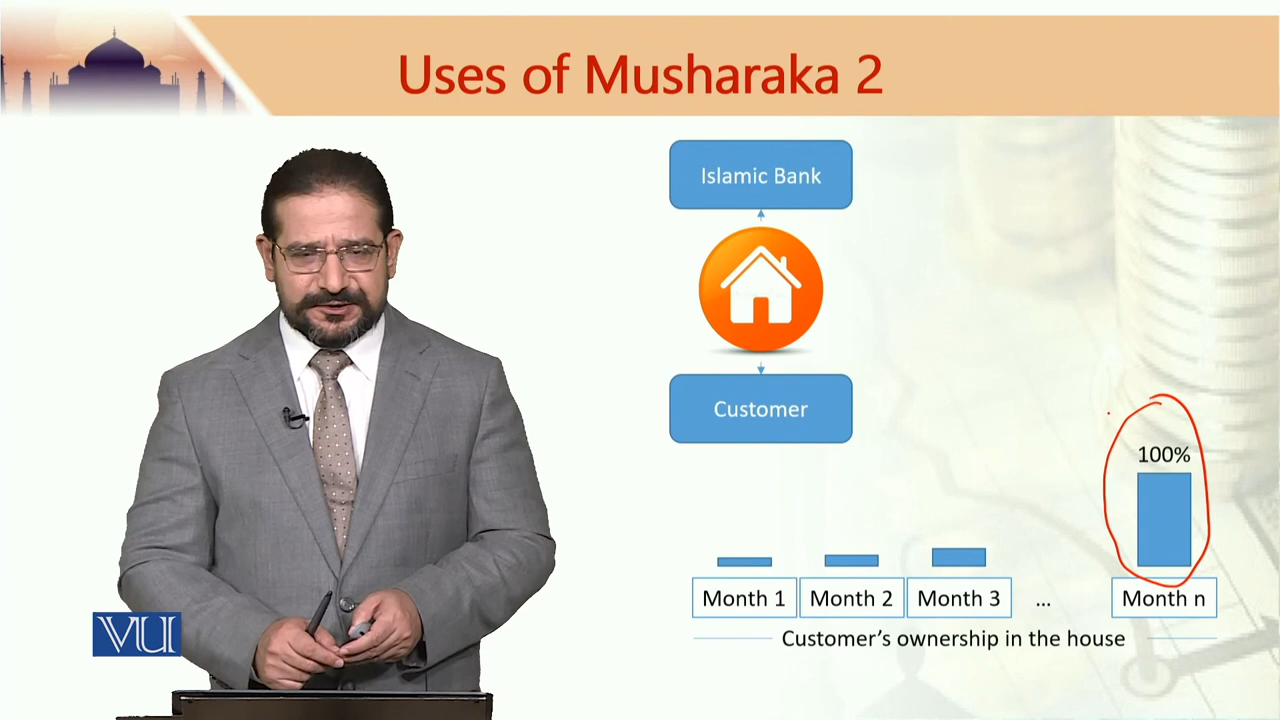 Uses of Musharaka 2
Islamic Bank
Customer
100%
Month 1 Month 2 Month 3 ... Month n
Customer’s ownership in the house
VU